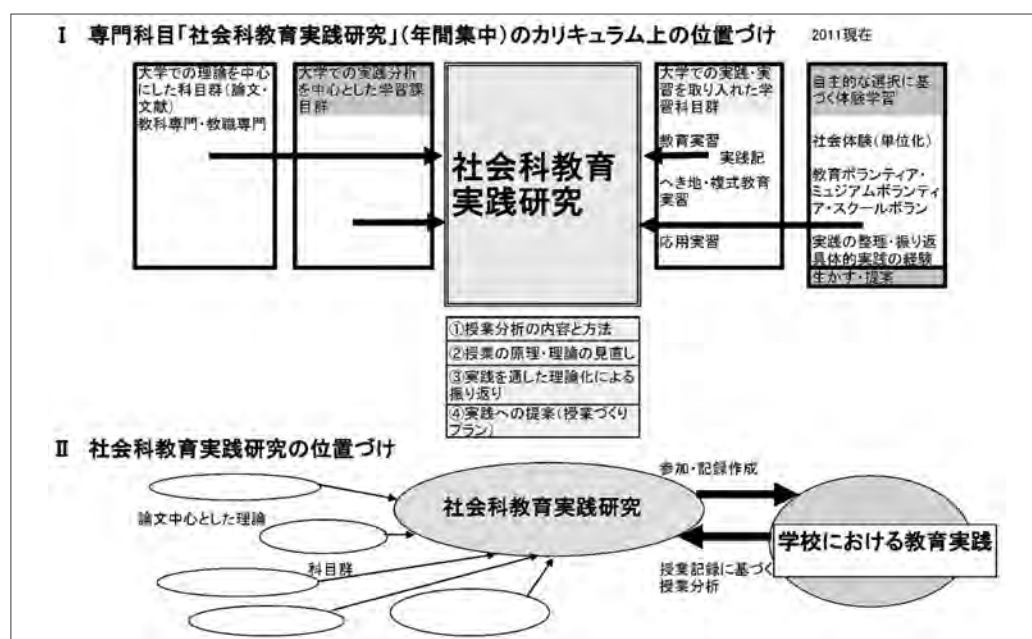 Ⅰ 専門科目「社会科教育実践研究」(年間集中)のカリキュラム上の位置づけ 2011現在
大学での理論を中心
にした科目群(論文・
文献)
教科専門・教職専門
大学での実践分析
を中心とした学習課
目群
社会科教育
実践研究
大学での実践・実
習を取り入れた学
習科目群
教育実習
実践記
へき地・複式教育
実習
応用実習
自主的な選択に基
づく体験学習
社会体験(単位化)
教育ボランティア・
ミュージアムボランティ
ア・スクールボラン
実践の整理・振り返
具体的実践の経験
生かす・提案
①授業分析の内容と方法
②授業の原理・理論の見直し
③実践を通した理論化による
振り返り
④実践への提案(授業づくり
プラン)
Ⅱ 社会科教育実践研究の位置づけ
論文中心とした理論
科目群
社会科教育実践研究
参加・記録作成
学校における教育実践
授業記録に基づく
授業分析